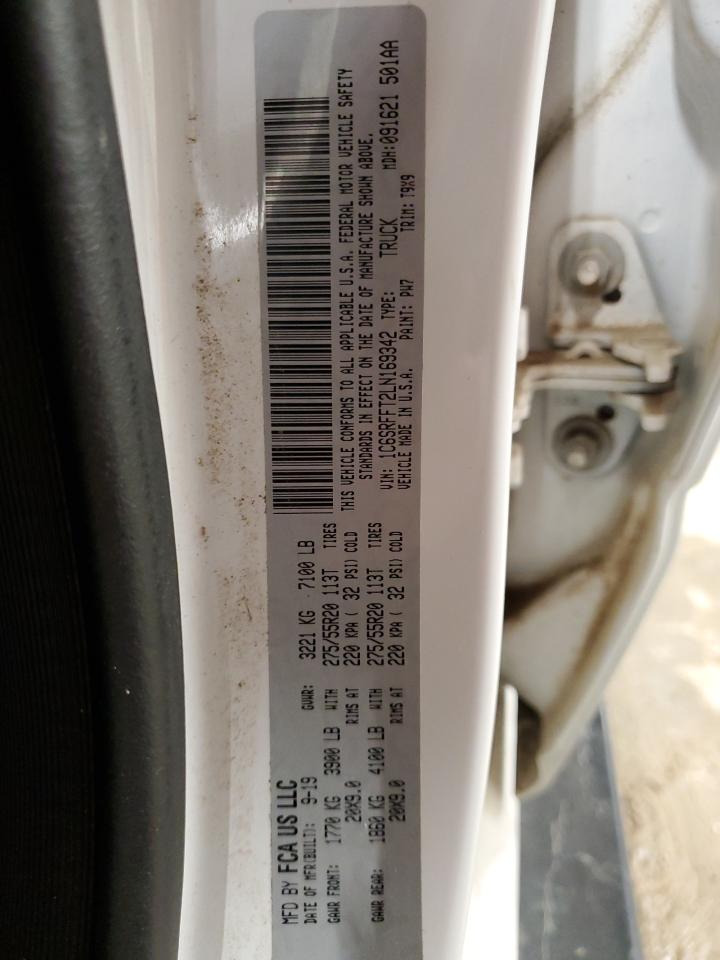 MFD BY FCA US LLC
DATE OF MFR(BUILT): 9-19 GVWR: 3221 KG 7100 LB
GAWR FRONT: 1770 KG 3900 LB WITH 275/55R20 113T TIRES
20X9.0 RIMS AT 220 KPA ( 32 PSI) COLD
GAWR REAR: 1860 KG 4100 LB WITH 275/55R20 113T TIRES
20X9.0 RIMS AT 220 KPA ( 32 PSI) COLD
THIS VEHICLE CONFORMS TO ALL APPLICABLE U.S.A. FEDERAL MOTOR VEHICLE SAFETY
STANDARDS IN EFFECT ON THE DATE OF MANUFACTURE SHOWN ABOVE.
VIN: 1C6SRFFT2LN169342 TYPE: TRUCK MDH:091621 501AA
VEHICLE MADE IN U.S.A. PAINT: PW7 TRIM: T9X9